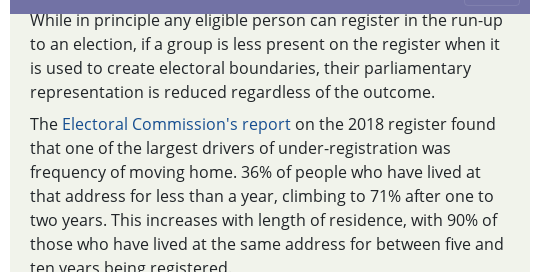 While in principle any eligible person can register in the run-up
to an election, if a group is less present on the register when it
is used to create electoral boundaries, their parliamentary
representation is reduced regardless of the outcome.
The Electoral Commission's report on the 2018 register found
that one of the largest drivers of under-registration was
frequency of moving home. 36% of people who have lived at
that address for less than a year, climbing to 71% after one to
two years. This increases with length of residence, with 90% of
those who have lived at the same address for between five and
ten years being registered.